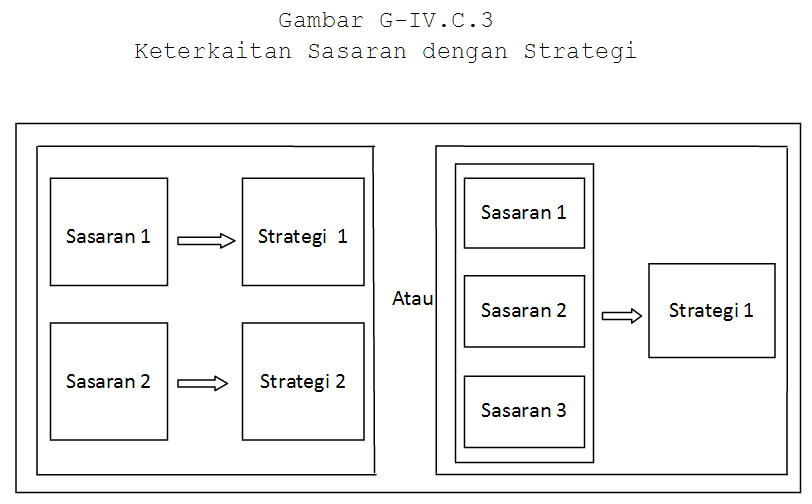 Gambar G-IV.C.3
Keterkaitan Sasaran dengan Strategi
Sasaran 1
Strategi 1
Sasaran 2
Strategi 2
Atau
Sasaran 1
Sasaran 2
Sasaran 3
Strategi 1